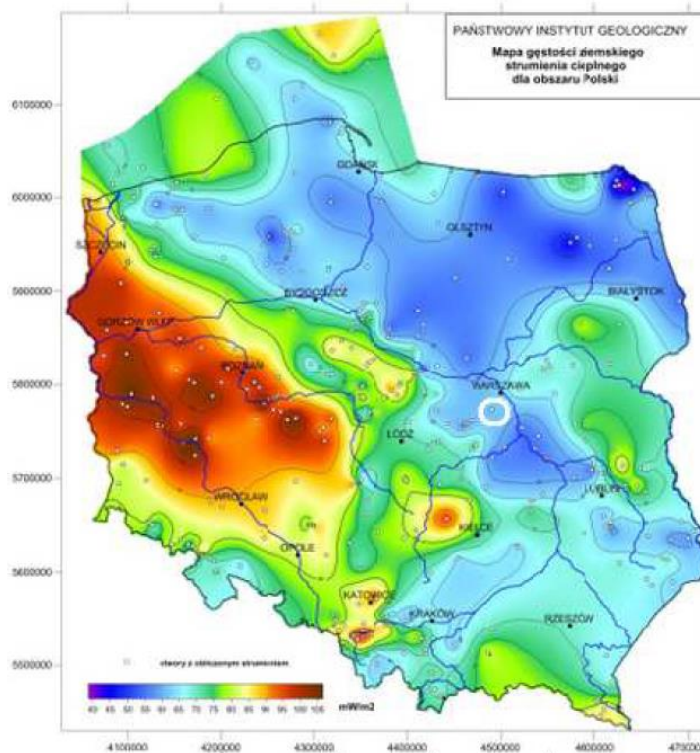 PAŃSTWOWY INSTYTUT GEOLOGICZNY
Mapa gęstości ziemskiego
strumienia cieplnego
dla obszaru Polski
6100000
GDAŃSK
6000000
OLSZTYN
SZCZECIN
5900000
BYDGOSZCZ
BIAŁYSTOK
GORZÓW WLKP
POZNAŃ
5800000
WARSZAWA
ŁÓDŹ
5700000
WROCŁAW
LUBLIN
KIELCE
OPOLE
5600000
KATOWICE
KRAKÓW
RZESZÓW
5500000
otwory z obliczonym strumieniem
mW/m2
40 45 50 55 60 65 70 75 80 85 90 95 100 105
4100000 4200000 4300000 4400000 4500000 4600000